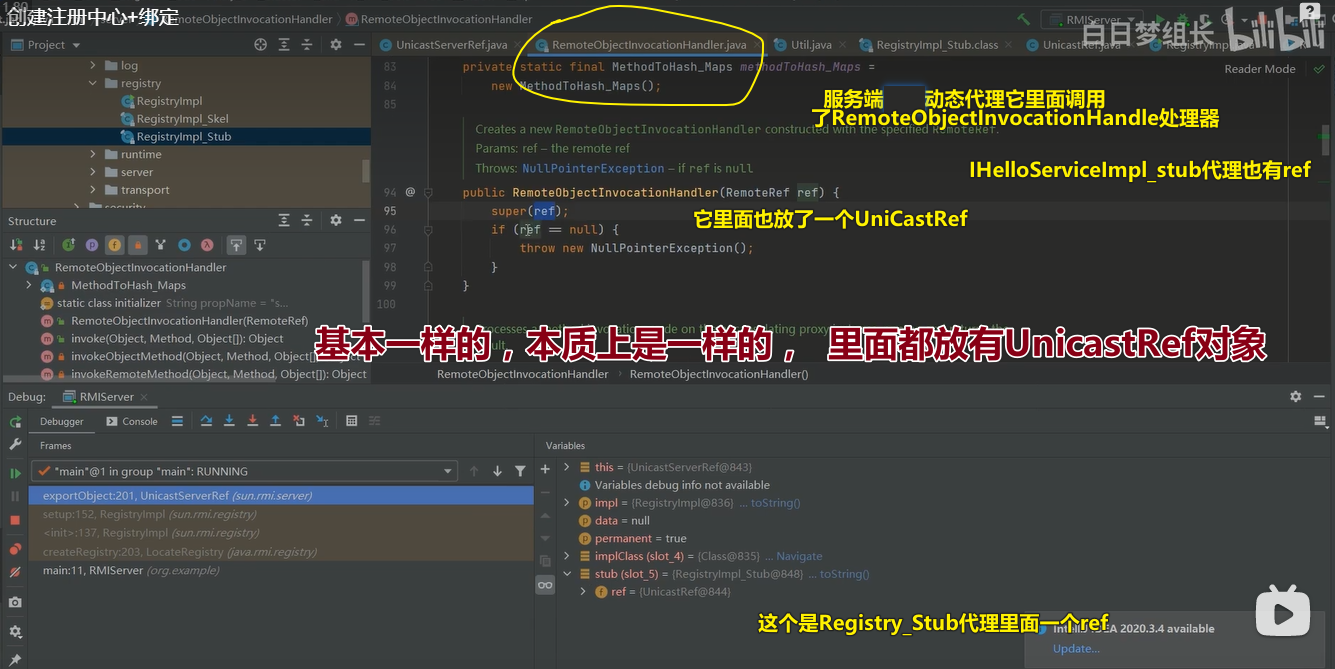 创建注册中心+绑定
RemoteObjectInvocationHandler
RemoteObjectInvocationHandler
RMIServer
白日梦组长 bilibili
Project
UnicastServerRef.java
RemoteObjectInvocationHandler.java
Util.java
RegistryImpl_Stub.class
UnicastRef.java
log
registry
RegistryImpl
RegistryImpl_Skel
RegistryImpl_Stub
runtime
server
transport
security
83 private static final MethodToHash_Maps methodToHash_Maps =
84 new MethodToHash_Maps();
85
Reader Mode
服务端 动态代理它里面调用
了RemoteObjectInvocationHandle处理器
Creates a new RemoteObjectInvocationHandler constructed with the specified RemoteRef.
Params: ref – the remote ref
Throws: NullPointerException – if ref is null
IHelloServiceImpl_stub代理也有ref
94 @ public RemoteObjectInvocationHandler(RemoteRef ref) {
95 super(ref);
它里面也放了一个UniCastRef
96 if (ref == null) {
97 throw new NullPointerException();
98 }
99 }
100
Structure
RemoteObjectInvocationHandler
MethodToHash_Maps
static class initializer String propName = "s...
RemoteObjectInvocationHandler(RemoteRef)
invoke(Object, Method, Object[]): Object
invokeObjectMethod(Object, Method, Object[
invokeRemoteMethod(Object, Method, Object[]): Object
基本一样的，本质上是一样的， 里面都放有UnicastRef对象
RemoteObjectInvocationHandler
RemoteObjectInvocationHandler()
Debug: RMIServer
Debugger
Console
Frames
Variables
"main"@1 in group "main": RUNNING
exportObject:201, UnicastServerRef (sun.rmi.server)
setup:152, RegistryImpl (sun.rmi.registry)
<init>:137, RegistryImpl (sun.rmi.registry)
createRegistry:203, LocateRegistry (java.rmi.registry)
main:11, RMIServer (org.example)
this = {UnicastServerRef@843}
Variables debug info not available
impl = {RegistryImpl@836} ... toString()
data = null
permanent = true
implClass (slot_4) = {Class@835} ... Navigate
stub (slot_5) = {RegistryImpl_Stub@848} ... toString()
ref = {UnicastRef@844}
这个是Registry_Stub代理里面一个ref
IntelliJ IDEA 2020.3.4 available
Update...